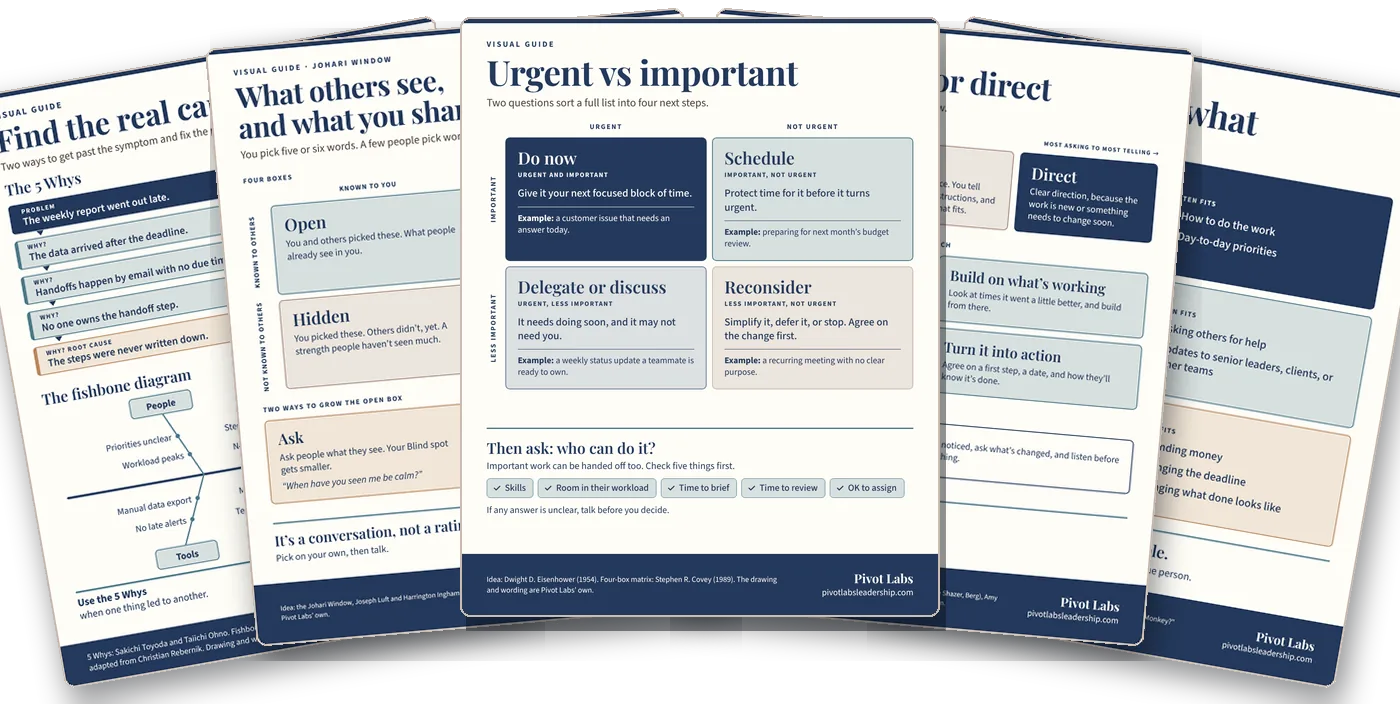 VISUAL GUIDE
Find the real
Two ways to get past the symptom and fix the
The 5 Whys
PROBLEM
The weekly report went out late.
WHY?
The data arrived after the deadline.
WHY?
Handoffs happen by email with no due
WHY?
No one owns the handoff step.
WHY? ROOT CAUSE
The steps were never written down.
The fishbone diagram
People
Priorities unclear
Workload peaks
Manual data export
No late alerts
Tools
Use the 5 Whys
when one thing led to another.
5 Whys: Sakichi Toyoda and Taiichi Ohno.
adapted from Christian Rebernik. Drawing and
VISUAL GUIDE · JOHARI WINDOW
What others see,
and what you
You pick five or six words. A few people pick
FOUR BOXES
KNOWN TO YOU
KNOWN TO OTHERS
Open
You and others picked these. What people
already see in you.
NOT KNOWN TO OTHERS
Hidden
You picked these. Others didn't, yet. A
strength people haven't seen much.
TWO WAYS TO GROW THE OPEN BOX
Ask
Ask people what they see. Your Blind spot
gets smaller.
“When have you seen me be calm?”
It's a conversation, not a
Pick on your own, then talk.
Idea: the Johari Window, Joseph Luft and Harrington
Pivot Labs' own.
VISUAL GUIDE
Urgent vs important
Two questions sort a full list into four next steps.
URGENT
NOT URGENT
IMPORTANT
Do now
URGENT AND IMPORTANT
Give it your next focused block of time.
Example: a customer issue that needs an
answer today.
Schedule
IMPORTANT, NOT URGENT
Protect time for it before it turns
urgent.
Example: preparing for next month's budget
review.
LESS IMPORTANT
Delegate or discuss
URGENT, LESS IMPORTANT
It needs doing soon, and it may not
need you.
Example: a weekly status update a teammate is
ready to own.
Reconsider
LESS IMPORTANT, NOT URGENT
Simplify it, defer it, or stop. Agree on
the change first.
Example: a recurring meeting with no clear
purpose.
Then ask: who can do it?
Important work can be handed off too. Check five things first.
✓ Skills
✓ Room in their workload
✓ Time to brief
✓ Time to review
✓ OK to assign
If any answer is unclear, talk before you decide.
Idea: Dwight D. Eisenhower (1954). Four-box matrix: Stephen R. Covey (1989). The drawing
and wording are Pivot Labs' own.
Pivot Labs
pivotlabsleadership.com
or direct
MOST ASKING TO MOST TELLING →
You tell
fits.
Direct
Clear direction, because the
work is new or something
needs to change soon.
Build on what's working
Look at times it went a little better, and build
from there.
Turn it into action
Agree on a first step, a date, and how they'll
know it's done.
noticed, ask what's changed, and listen before
Shazer, Berg), Amy
Pivot Labs
pivotlabsleadership.com
what
FITS
How to do the work
Day-to-day priorities
FITS
others for help
to senior leaders, clients, or
teams
the deadline
what done looks like
person.
Monkey?”
Pivot Labs
pivotlabsleadership.com